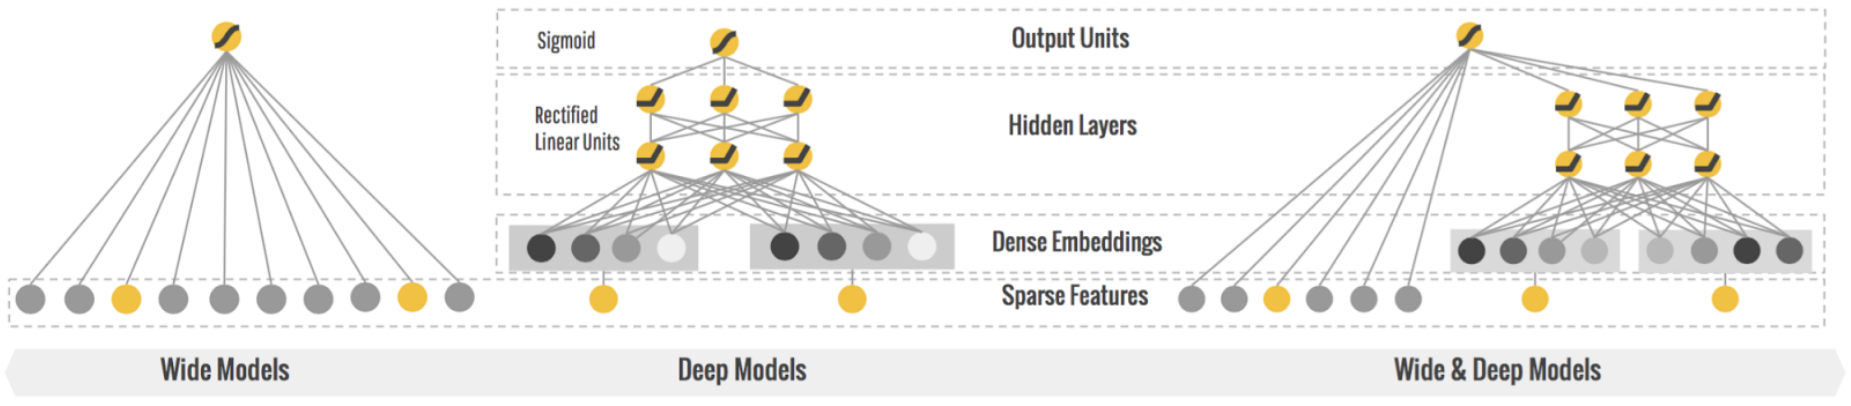 Sigmoid
Output Units
Rectified
Linear Units
Hidden Layers
Dense Embeddings
Sparse Features
Wide Models
Deep Models
Wide & Deep Models